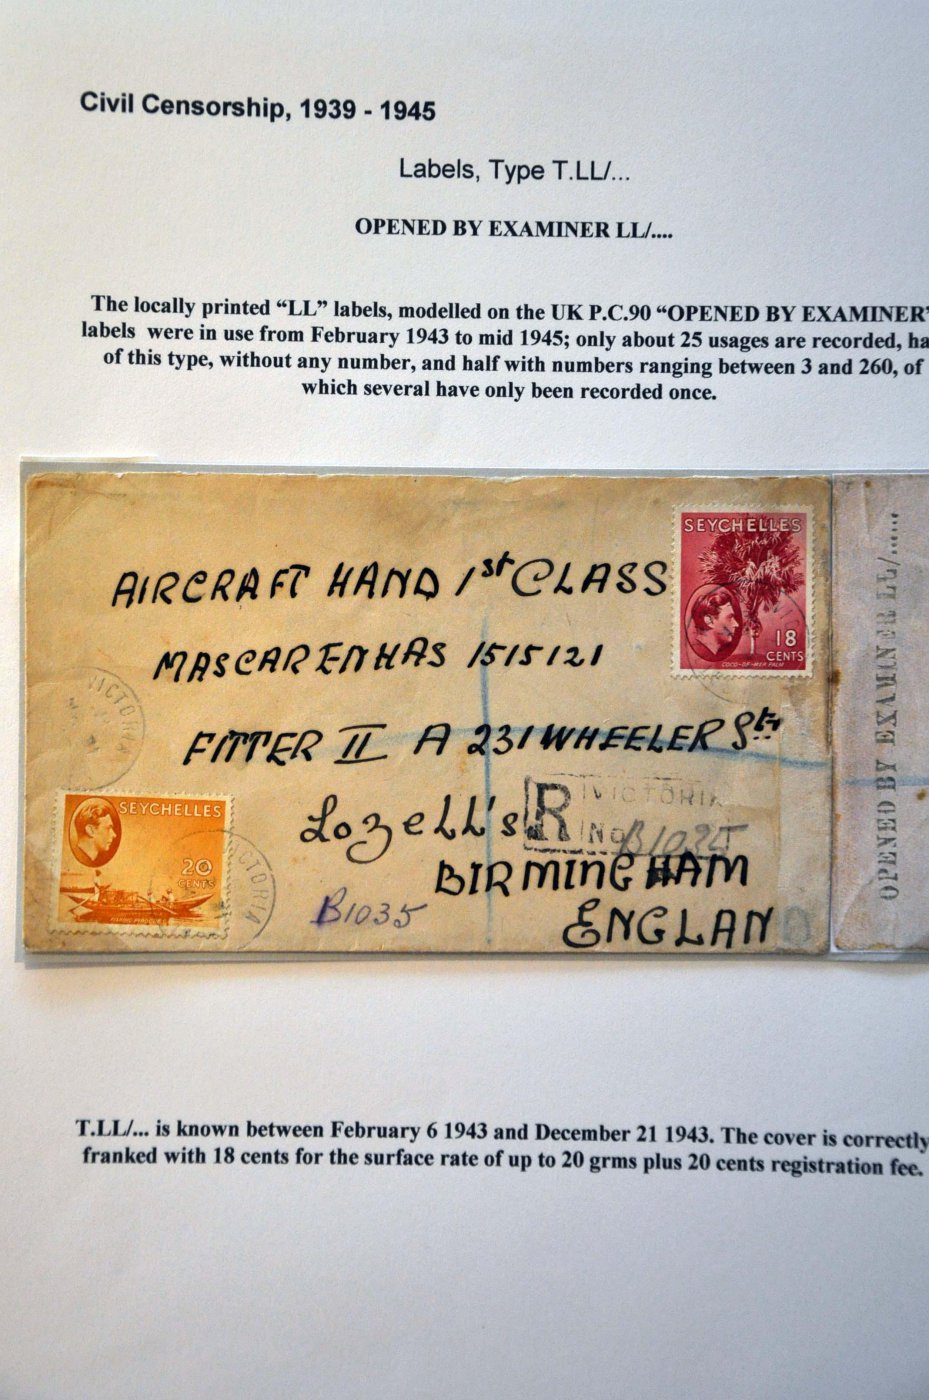 Civil Censorship, 1939 - 1945
Labels, Type T.LL/...
OPENED BY EXAMINER LL/....
The locally printed “LL” labels, modelled on the UK P.C.90 “OPENED BY EXAMINER”
labels were in use from February 1943 to mid 1945; only about 25 usages are recorded, ha
of this type, without any number, and half with numbers ranging between 3 and 260, of
which several have only been recorded once.
AIRCRAFT HAND 1st CLASS
MASCARENHAS 1515121
FITTER II A 231 WHEELER St
Lozell's
BIRMINGHAM
ENGLAND
SEYCHELLES
18
CENTS
COCO-DE-MER PALM
VICTORIA
SEYCHELLES
20
CENTS
FISHING PIROGUE
VICTORIA
R VICTORIA
No B1035
B1035
OPENED BY EXAMINER LL/......
T.LL/... is known between February 6 1943 and December 21 1943. The cover is correctly
franked with 18 cents for the surface rate of up to 20 grms plus 20 cents registration fee.